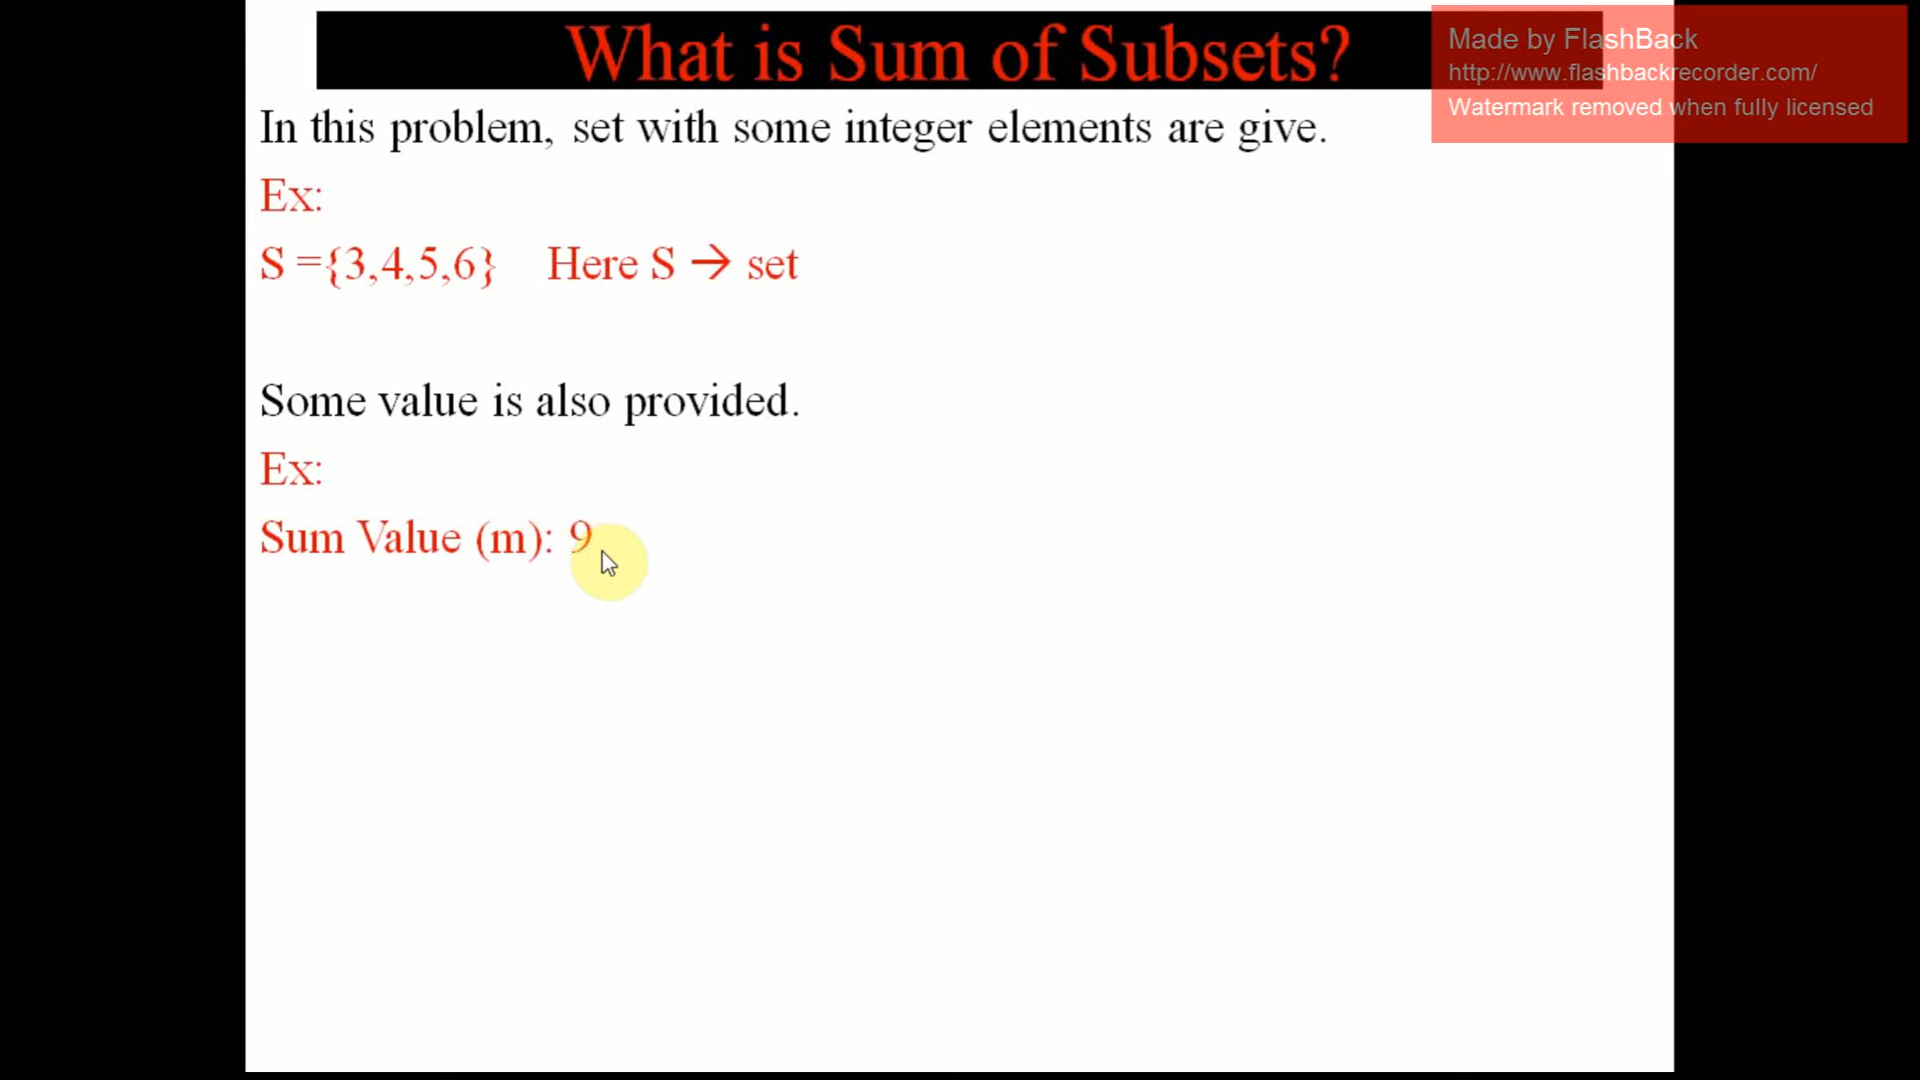 What is Sum of Subsets?
Made by FlashBack
http://www.flashbackrecorder.com/
Watermark removed when fully licensed
In this problem, set with some integer elements are give.
Ex:
S ={3,4,5,6} Here S → set
Some value is also provided.
Ex:
Sum Value (m): 9